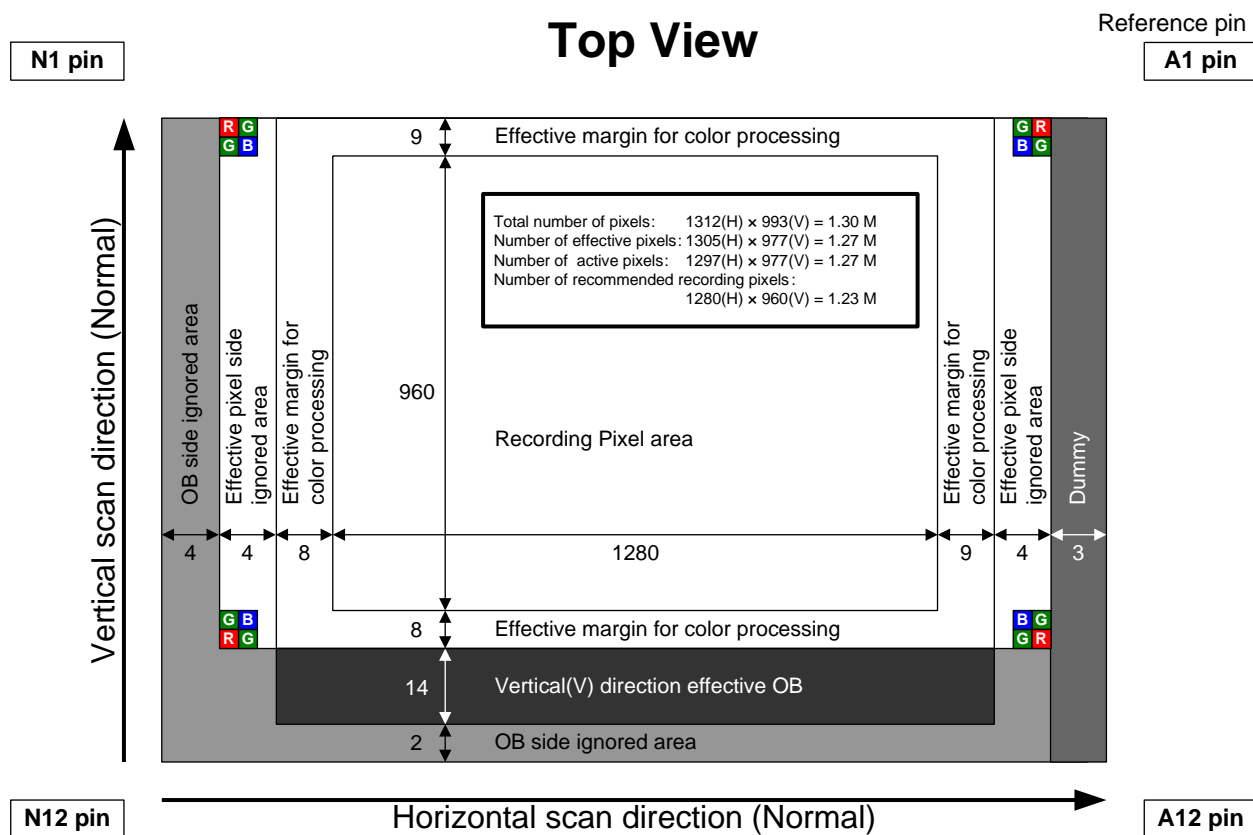 Top View
Reference pin
N1 pin
A1 pin
R G
G B
G R
B G
9
Effective margin for color processing
Total number of pixels: 1312(H) × 993(V) = 1.30 M
Number of effective pixels: 1305(H) × 977(V) = 1.27 M
Number of active pixels: 1297(H) × 977(V) = 1.27 M
Number of recommended recording pixels:
1280(H) × 960(V) = 1.23 M
Vertical scan direction (Normal)
OB side ignored area
Effective pixel side
ignored area
Effective margin for
color processing
960
Recording Pixel area
Effective margin for
color processing
Effective pixel side
ignored area
Dummy
4
4
8
1280
9
4
3
G B
R G
B G
G R
8
Effective margin for color processing
14
Vertical(V) direction effective OB
2
OB side ignored area
N12 pin
Horizontal scan direction (Normal)
A12 pin